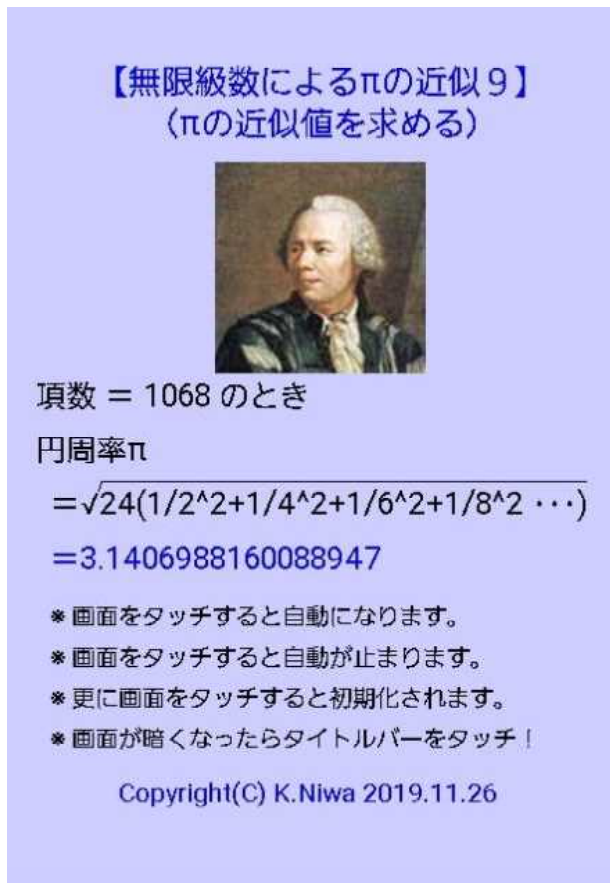 【無限級数によるπの近似９】
（πの近似値を求める）
項数 ＝ 1068 のとき
円周率π
＝√24(1/2^2+1/4^2+1/6^2+1/8^2 ･･･)
＝3.1406988160088947
※ 画面をタッチすると自動になります。
※ 画面をタッチすると自動が止まります。
※ 更に画面をタッチすると初期化されます。
※ 画面が暗くなったらタイトルバーをタッチ！
Copyright(C) K.Niwa 2019.11.26